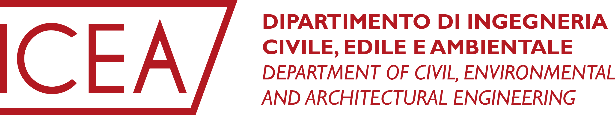 ICEA
DIPARTIMENTO DI INGEGNERIA
CIVILE, EDILE E AMBIENTALE
DEPARTMENT OF CIVIL, ENVIRONMENTAL
AND ARCHITECTURAL ENGINEERING